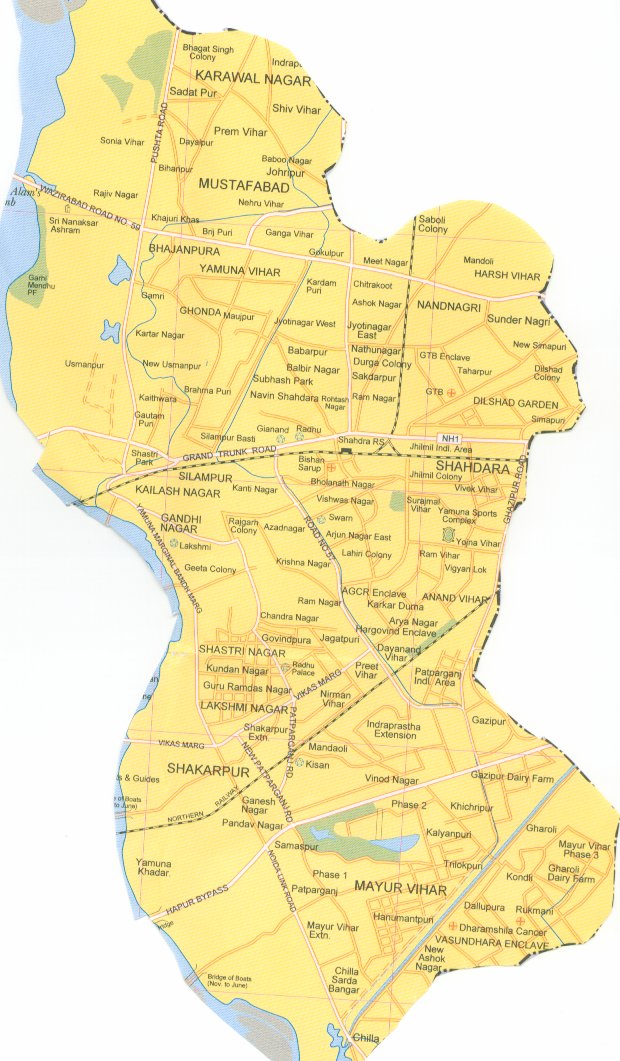 Bhagat Singh
Colony
Indrap
KARAWAL NAGAR
Sadat Pur
Shiv Vihar
PUSHTA ROAD
Prem Vihar
Sonia Vihar
Dayalpur
Baboo Nagar
Johripur
Bihanpur
MUSTAFABAD
Alam's
WAZIRABAD ROAD NO. 59
Rajiv Nagar
Nehru Vihar
Sri Nanaksar
Ashram
Khajuri Khas
Brij Puri
Ganga Vihar
Saboli
Colony
BHAJANPURA
Gokulpur
Meet Nagar
Mandoli
YAMUNA VIHAR
HARSH VIHAR
Garhi
Mendhu
PF
Kardam
Puri
Chitrakoot
Gamri
Ashok Nagar
NANDNAGRI
GHONDA
Maujpur
Jyotinagar West
Jyotinagar
East
Sunder Nagri
Kartar Nagar
New Simapuri
Babarpur
Nathunagar
GTB Enclave
Usmanpur
New Usmanpur
Balbir Nagar
Durga Colony
Taharpur
Dilshad
Colony
Subhash Park
Sakdarpur
Kaithwara
Brahma Puri
Navin Shahdara
Rohtash
Nagar
Ram Nagar
GTB
DILSHAD GARDEN
Gautam
Puri
Simapun
Silampur Basti
Gianand
Radhu
Shahdra RS
NH1
Jhilmil Ind. Area
Shastri
Park
GRAND TRUNK ROAD
Bishan
Sarup
SHAHDARA
SILAMPUR
Bholanath Nagar
Jhilmil Colony
KAILASH NAGAR
Kanti Nagar
Vivek Vihar
GHAZIPUR ROAD
Vishwas Nagar
Surajmal
Vihar
Yamuna Sports
Complex
YAMUNA MARGINAL BANDH MARG
GANDHI
NAGAR
Rajgarh
Colony
Azadnagar
Swarn
ROAD NO. 57
Arjun Nagar East
Yojna Vihar
Lakshmi
Lahiri Colony
Ram Vihar
Geeta Colony
Krishna Nagar
Vigyan Lok
AGCR Enclave
Ram Nagar
Karkar Duma
ANAND VIHAR
Chandra Nagar
Arya Nagar
Hargovind Enclave
Govindpura
Jagatpuri
SHASTRI NAGAR
Dayanand
Vihar
Kundan Nagar
Radhu
Palace
Preet
Vihar
Patparganj
Indl. Area
Guru Ramdas Nagar
VIKAS MARG
Nirman
Vihar
LAKSHMI NAGAR
PATPARGANJ RD
Indraprastha
Extension
Gazipur
Shakarpur
Extn.
VIKAS MARG
NEW PATPARGANJ RD
Mandaoli
SHAKARPUR
Kisan
s & Guides
Vinod Nagar
Gazipur Dairy Farm
e of Boats
to June)
NORTHERN RAILWAY
Ganesh
Nagar
Phase 2
Khichripur
Pandav Nagar
Kalyanpuri
Gharoli
Samaspur
Mayur Vihar
Phase 3
Yamuna
Khadar
NOIDA LINK ROAD
Trilokpuri
Gharoli
Dairy Farm
Phase 1
Kondli
Patparganj
MAYUR VIHAR
HAPUR BYPASS
Dallupura
Rukmani
Hanumantpuri
Mayur Vihar
Extn.
Dharamshila Cancer
VASUNDHARA ENCLAVE
New
Ashok
Nagar
Bridge of Boats
(Nov. to June)
Chilla
Sarda
Bangar
Chilla